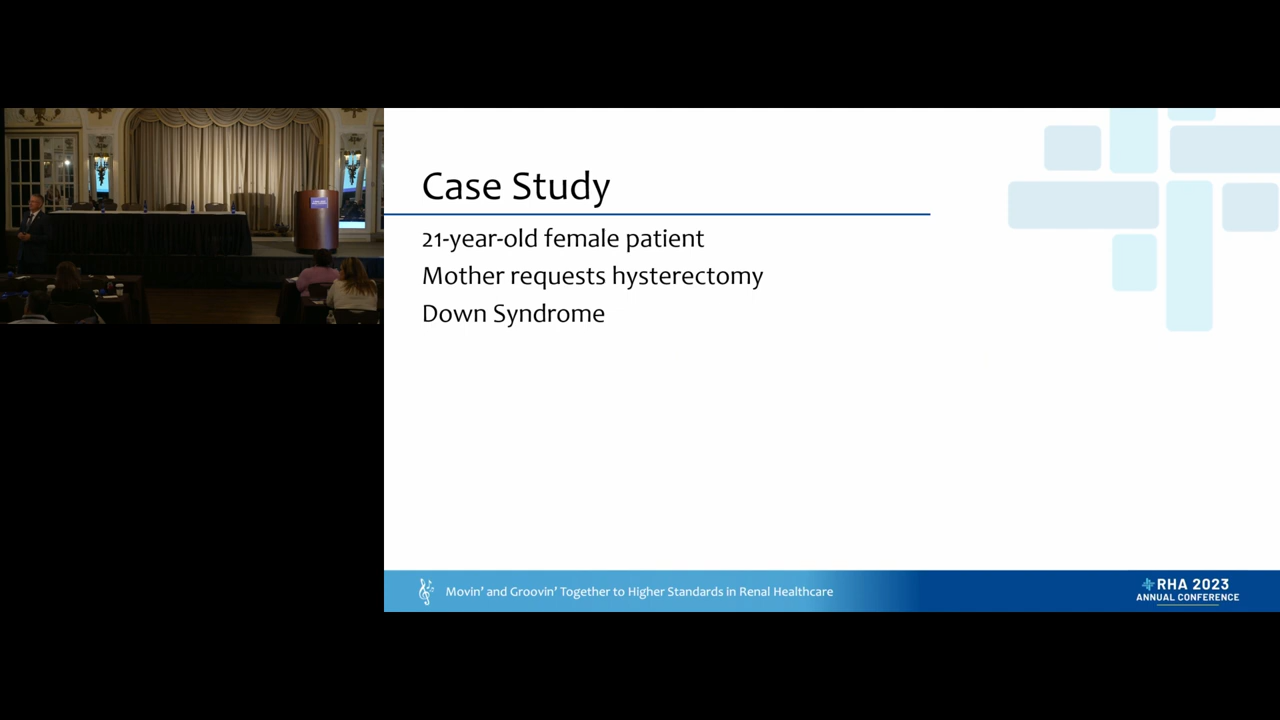 Case Study
21-year-old female patient
Mother requests hysterectomy
Down Syndrome
Movin' and Groovin' Together to Higher Standards in Renal Healthcare
RHA 2023
ANNUAL CONFERENCE